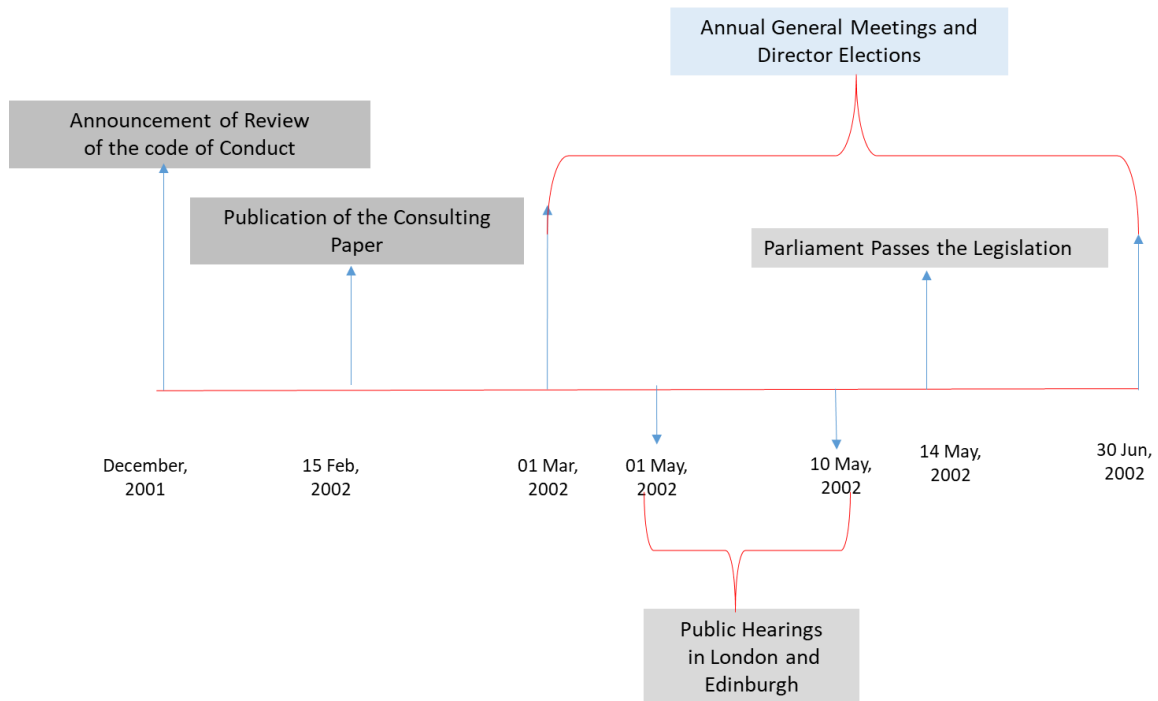 Annual General Meetings and
Director Elections
Announcement of Review
of the code of Conduct
Publication of the Consulting
Paper
Parliament Passes the Legislation
December,
2001
15 Feb,
2002
01 Mar,
2002
01 May,
2002
10 May,
2002
14 May,
2002
30 Jun,
2002
Public Hearings
in London and
Edinburgh